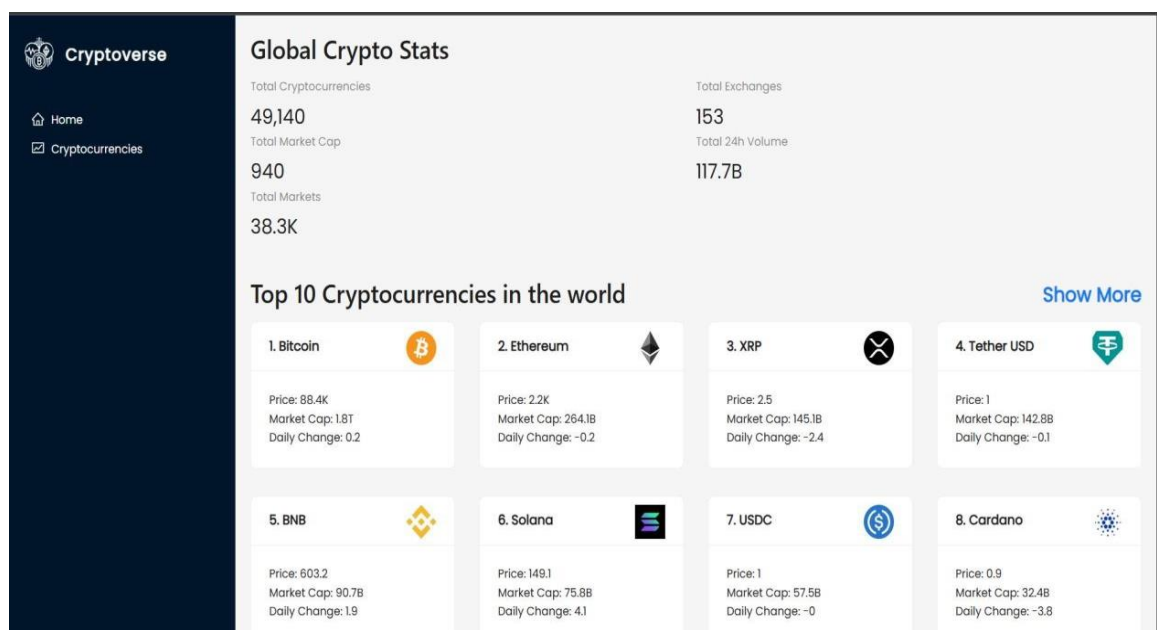 Cryptoverse
Home
Cryptocurrencies
Global Crypto Stats
Total Cryptocurrencies
49,140
Total Exchanges
153
Total Market Cap
940
Total 24h Volume
117.7B
Total Markets
38.3K
Top 10 Cryptocurrencies in the world
Show More
1. Bitcoin
Price: 88.4K
Market Cap: 1.8T
Daily Change: 0.2
2. Ethereum
Price: 2.2K
Market Cap: 264.1B
Daily Change: -0.2
3. XRP
Price: 2.5
Market Cap: 145.1B
Daily Change: -2.4
4. Tether USD
Price: 1
Market Cap: 142.8B
Daily Change: -0.1
5. BNB
Price: 603.2
Market Cap: 90.7B
Daily Change: 1.9
6. Solana
Price: 149.1
Market Cap: 75.8B
Daily Change: 4.1
7. USDC
Price: 1
Market Cap: 57.5B
Daily Change: -0
8. Cardano
Price: 0.9
Market Cap: 32.4B
Daily Change: -3.8